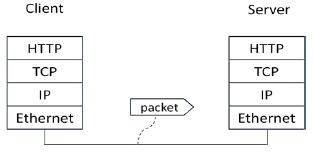 Client
Server
HTTP
TCP
IP
Ethernet
packet
HTTP
TCP
IP
Ethernet